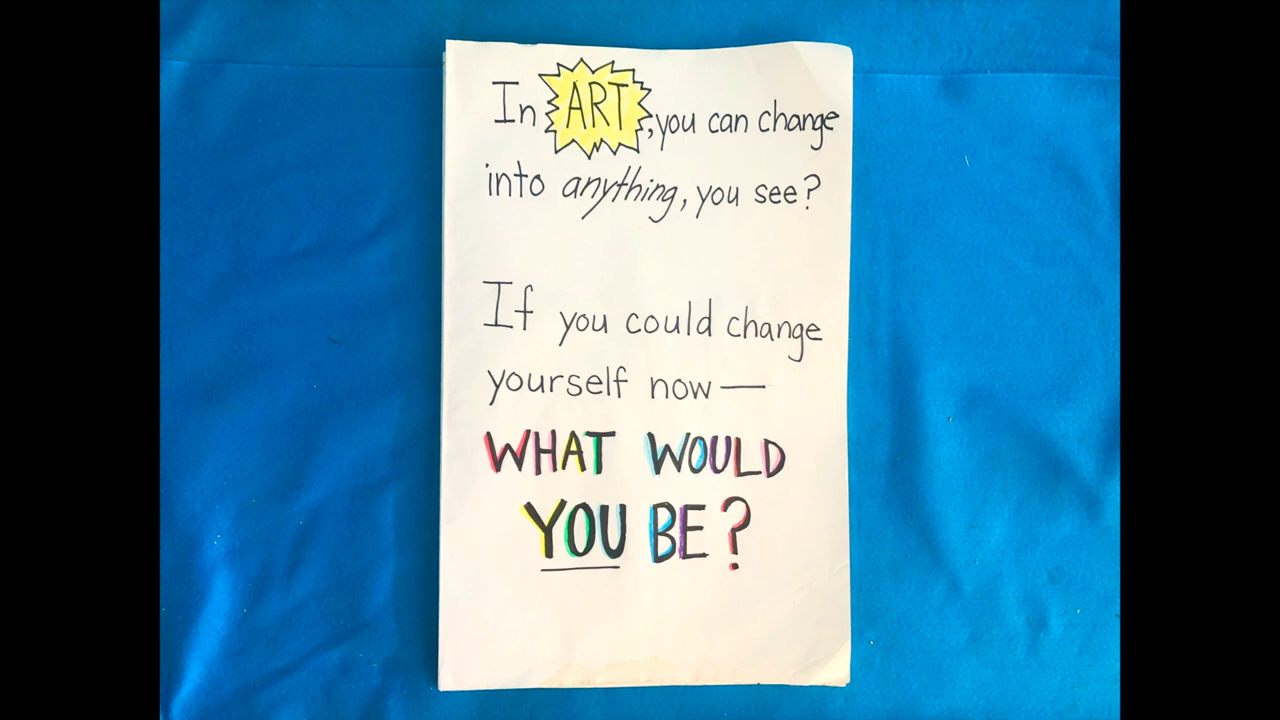 In ART, you can change
into anything, you see?
If you could change
yourself now —
WHAT WOULD
YOU BE?